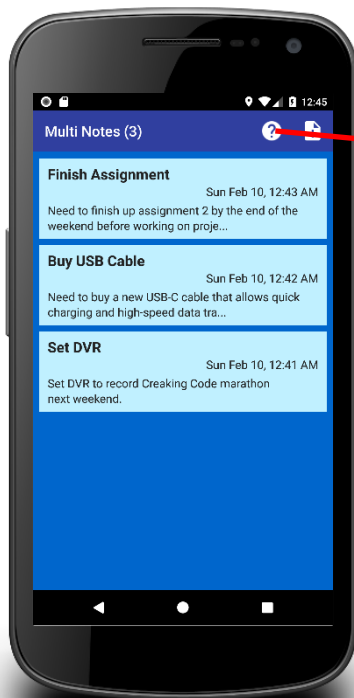 12:45
Multi Notes (3)
Finish Assignment
Sun Feb 10, 12:43 AM
Need to finish up assignment 2 by the end of the
weekend before working on proje...
Buy USB Cable
Sun Feb 10, 12:42 AM
Need to buy a new USB-C cable that allows quick
charging and high-speed data tra...
Set DVR
Sun Feb 10, 12:41 AM
Set DVR to record Creaking Code marathon
next weekend.